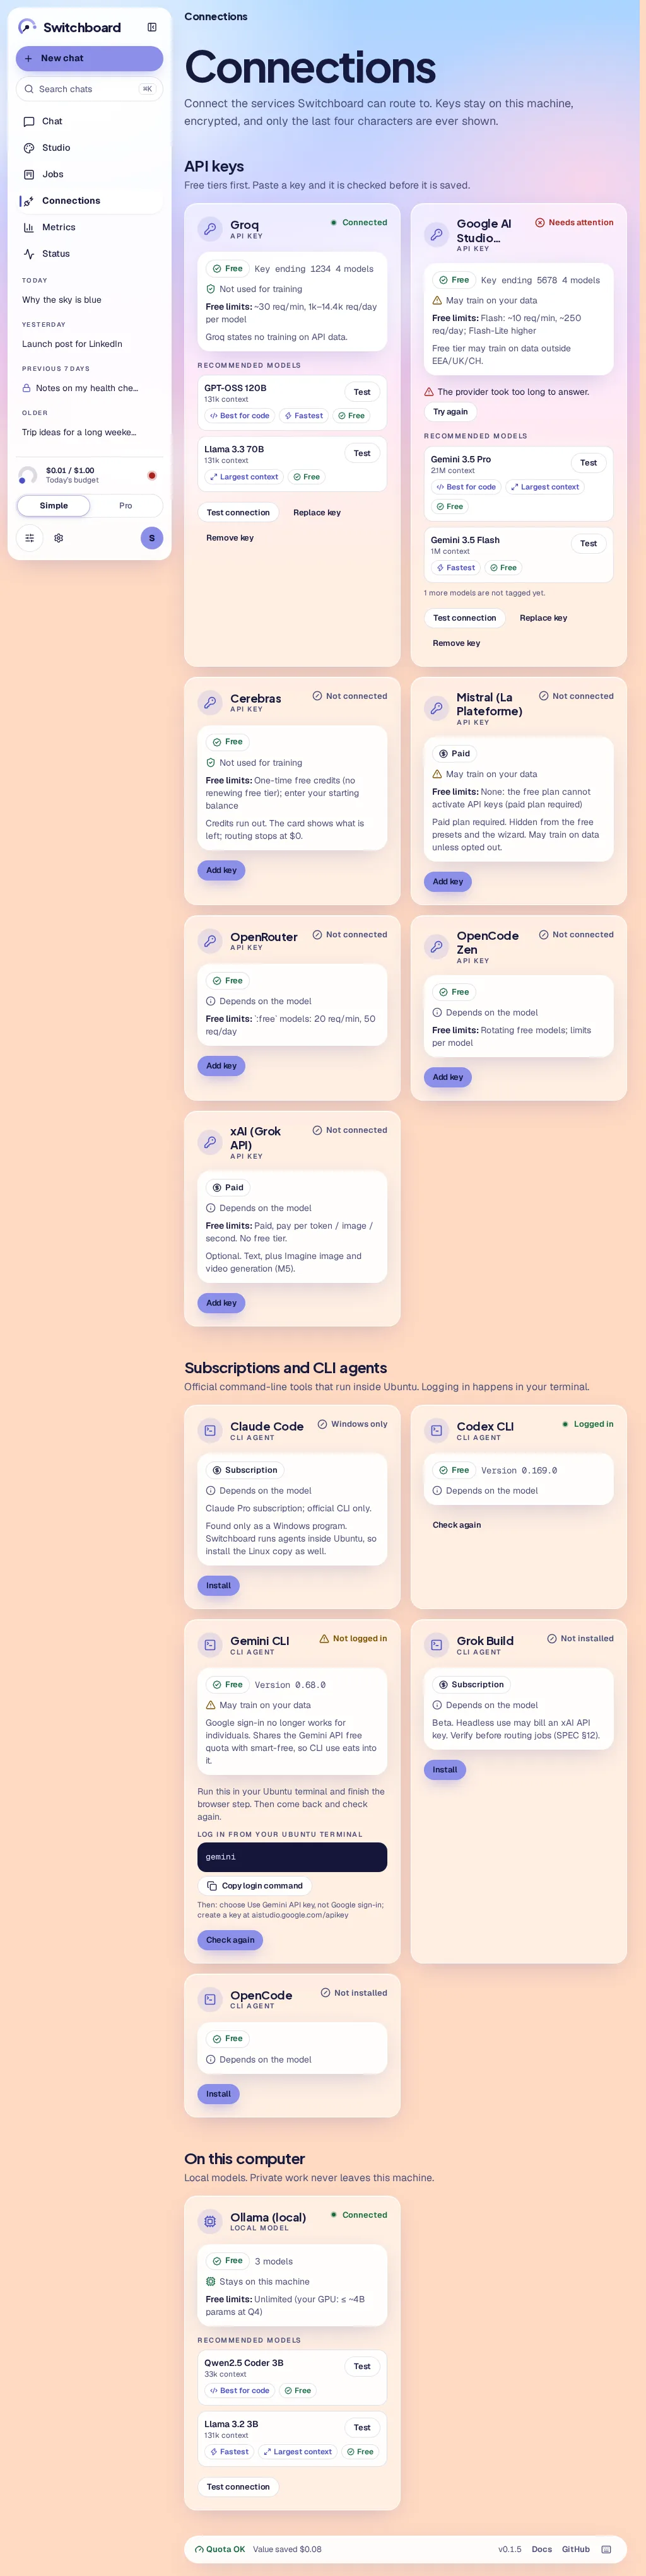 Switchboard
New chat
Search chats
⌘K
Chat
Studio
Jobs
Connections
Metrics
Status
TODAY
Why the sky is blue
YESTERDAY
Launch post for LinkedIn
PREVIOUS 7 DAYS
Notes on my health che...
OLDER
Trip ideas for a long weeke...
$0.01 / $1.00
Today's budget
Simple
Pro
S
Connections
Connections
Connect the services Switchboard can route to. Keys stay on this machine,
encrypted, and only the last four characters are ever shown.
API keys
Free tiers first. Paste a key and it is checked before it is saved.
Groq
API KEY
Connected
Free
Key ending 1234
4 models
Not used for training
Free limits: ~30 req/min, 1k–14.4k req/day
per model
Groq states no training on API data.
RECOMMENDED MODELS
GPT-OSS 120B
131k context
Test
Best for code
Fastest
Free
Llama 3.3 70B
131k context
Test
Largest context
Free
Test connection
Replace key
Remove key
Google AI
Studio...
API KEY
Needs attention
Free
Key ending 5678
4 models
May train on your data
Free limits: Flash: ~10 req/min, ~250
req/day; Flash-Lite higher
Free tier may train on data outside
EEA/UK/CH.
The provider took too long to answer.
Try again
RECOMMENDED MODELS
Gemini 3.5 Pro
2.1M context
Test
Best for code
Largest context
Free
Gemini 3.5 Flash
1M context
Test
Fastest
Free
1 more models are not tagged yet.
Test connection
Replace key
Remove key
Cerebras
API KEY
Not connected
Free
Not used for training
Free limits: One-time free credits (no
renewing free tier); enter your starting
balance
Credits run out. The card shows what is
left; routing stops at $0.
Add key
Mistral (La
Plateforme)
API KEY
Not connected
Paid
May train on your data
Free limits: None: the free plan cannot
activate API keys (paid plan required)
Paid plan required. Hidden from the free
presets and the wizard. May train on data
unless opted out.
Add key
OpenRouter
API KEY
Not connected
Free
Depends on the model
Free limits: `:free` models: 20 req/min, 50
req/day
Add key
OpenCode
Zen
API KEY
Not connected
Free
Depends on the model
Free limits: Rotating free models; limits
per model
Add key
xAI (Grok
API)
API KEY
Not connected
Paid
Depends on the model
Free limits: Paid, pay per token / image /
second. No free tier.
Optional. Text, plus Imagine image and
video generation (M5).
Add key
Subscriptions and CLI agents
Official command-line tools that run inside Ubuntu. Logging in happens in your terminal.
Claude Code
CLI AGENT
Windows only
Subscription
Depends on the model
Claude Pro subscription; official CLI only.
Found only as a Windows program.
Switchboard runs agents inside Ubuntu, so
install the Linux copy as well.
Install
Codex CLI
CLI AGENT
Logged in
Free
Version 0.169.0
Depends on the model
Check again
Gemini CLI
CLI AGENT
Not logged in
Free
Version 0.68.0
May train on your data
Google sign-in no longer works for
individuals. Shares the Gemini API free
quota with smart-free, so CLI use eats into
it.
Run this in your Ubuntu terminal and finish the
browser step. Then come back and check
again.
LOG IN FROM YOUR UBUNTU TERMINAL
gemini
Copy login command
Then: choose Use Gemini API key, not Google sign-in;
create a key at aistudio.google.com/apikey
Check again
Grok Build
CLI AGENT
Not installed
Subscription
Depends on the model
Beta. Headless use may bill an xAI API
key. Verify before routing jobs (SPEC §12).
Install
OpenCode
CLI AGENT
Not installed
Free
Depends on the model
Install
On this computer
Local models. Private work never leaves this machine.
Ollama (local)
LOCAL MODEL
Connected
Free
3 models
Stays on this machine
Free limits: Unlimited (your GPU: ≤ ~4B
params at Q4)
RECOMMENDED MODELS
Qwen2.5 Coder 3B
33k context
Test
Best for code
Free
Llama 3.2 3B
131k context
Test
Fastest
Largest context
Free
Test connection
Quota OK
Value saved $0.08
v0.1.5
Docs
GitHub